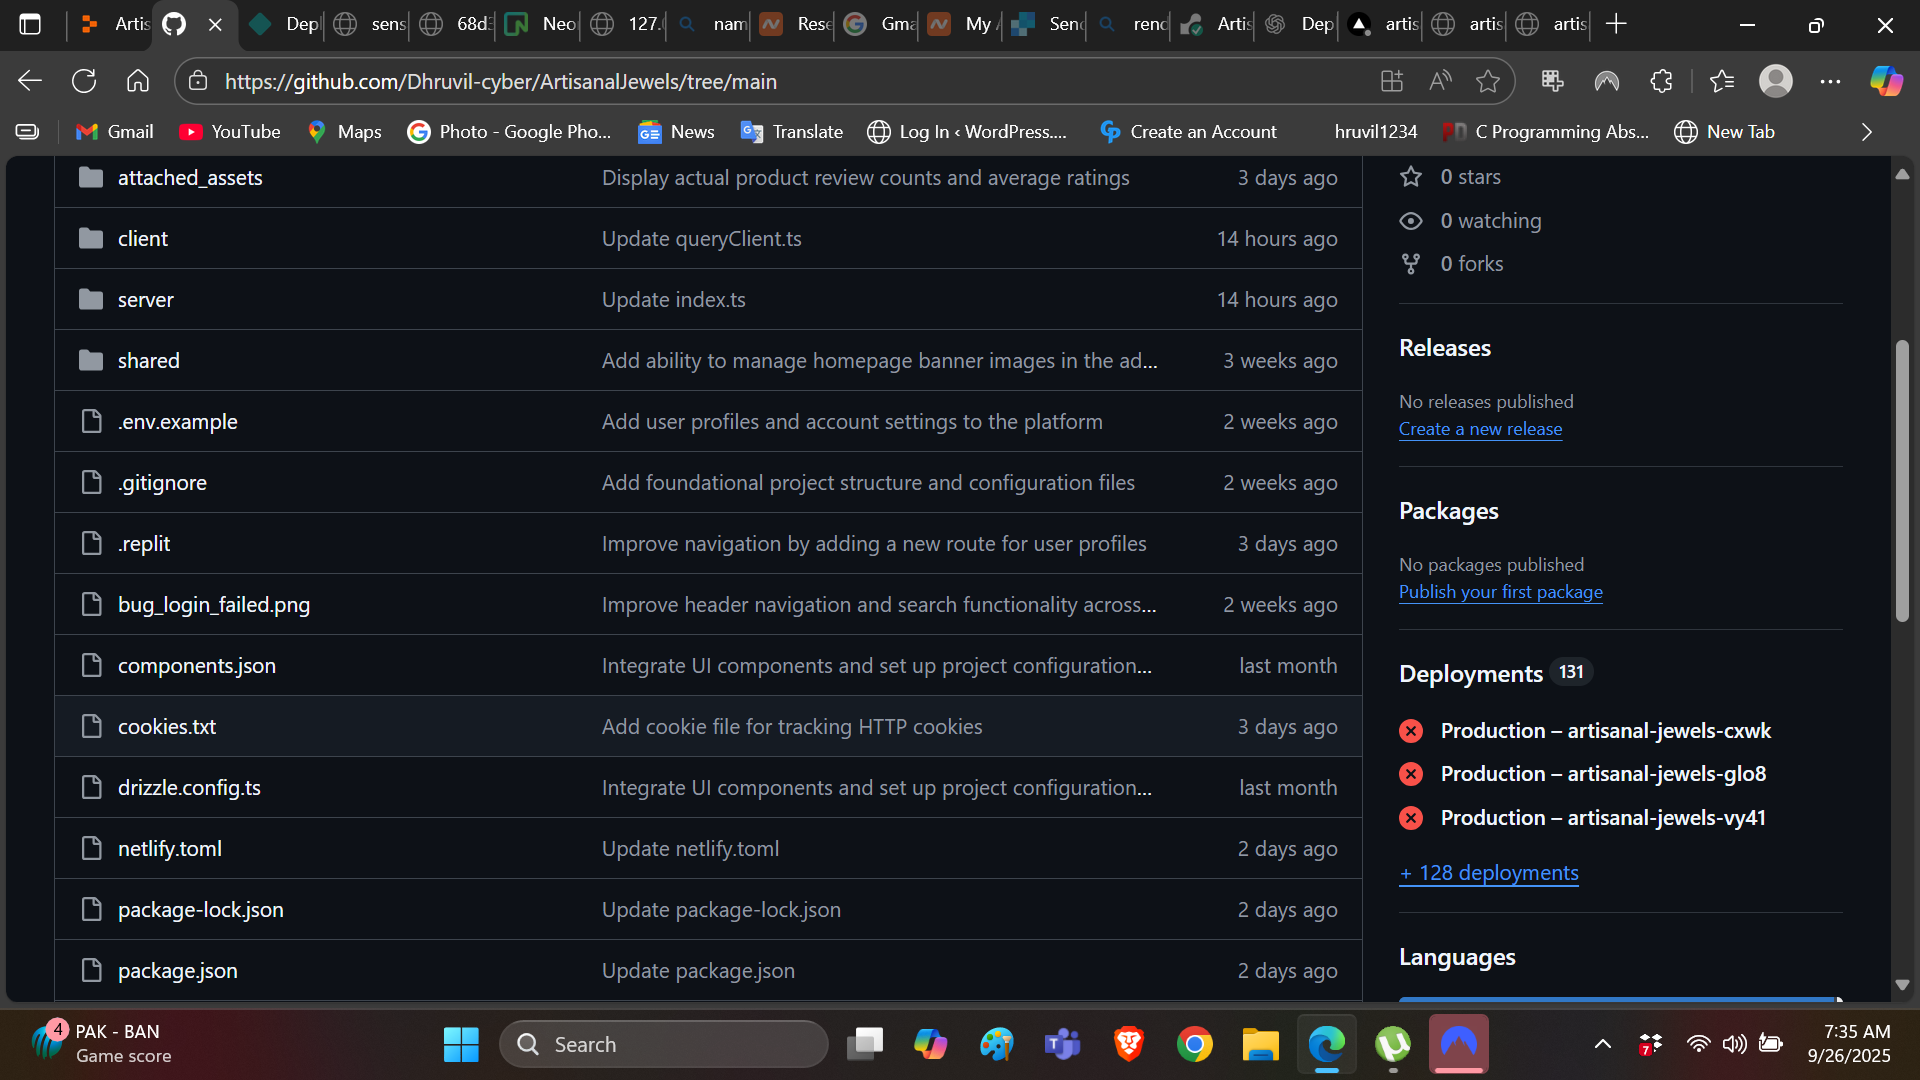 Artis
Depl
sens
68d3
Neo
127.
nam
Rese
Gma
My
Send
rend
Artis
Dep
artis
artis
artis
https://github.com/Dhruvil-cyber/ArtisanalJewels/tree/main
Gmail
YouTube
Maps
Photo - Google Pho...
News
Translate
Log In ‹ WordPress....
Create an Account
hruvil1234
C Programming Abs...
New Tab
attached_assets Display actual product review counts and average ratings 3 days ago
client Update queryClient.ts 14 hours ago
server Update index.ts 14 hours ago
shared Add ability to manage homepage banner images in the ad... 3 weeks ago
.env.example Add user profiles and account settings to the platform 2 weeks ago
.gitignore Add foundational project structure and configuration files 2 weeks ago
.replit Improve navigation by adding a new route for user profiles 3 days ago
bug_login_failed.png Improve header navigation and search functionality across... 2 weeks ago
components.json Integrate UI components and set up project configuration... last month
cookies.txt Add cookie file for tracking HTTP cookies 3 days ago
drizzle.config.ts Integrate UI components and set up project configuration... last month
netlify.toml Update netlify.toml 2 days ago
package-lock.json Update package-lock.json 2 days ago
package.json Update package.json 2 days ago
0 stars
0 watching
0 forks
Releases
No releases published
Create a new release
Packages
No packages published
Publish your first package
Deployments 131
Production – artisanal-jewels-cxwk
Production – artisanal-jewels-glo8
Production – artisanal-jewels-vy41
+ 128 deployments
Languages
4
PAK - BAN
Game score
Search
7
7:35 AM
9/26/2025